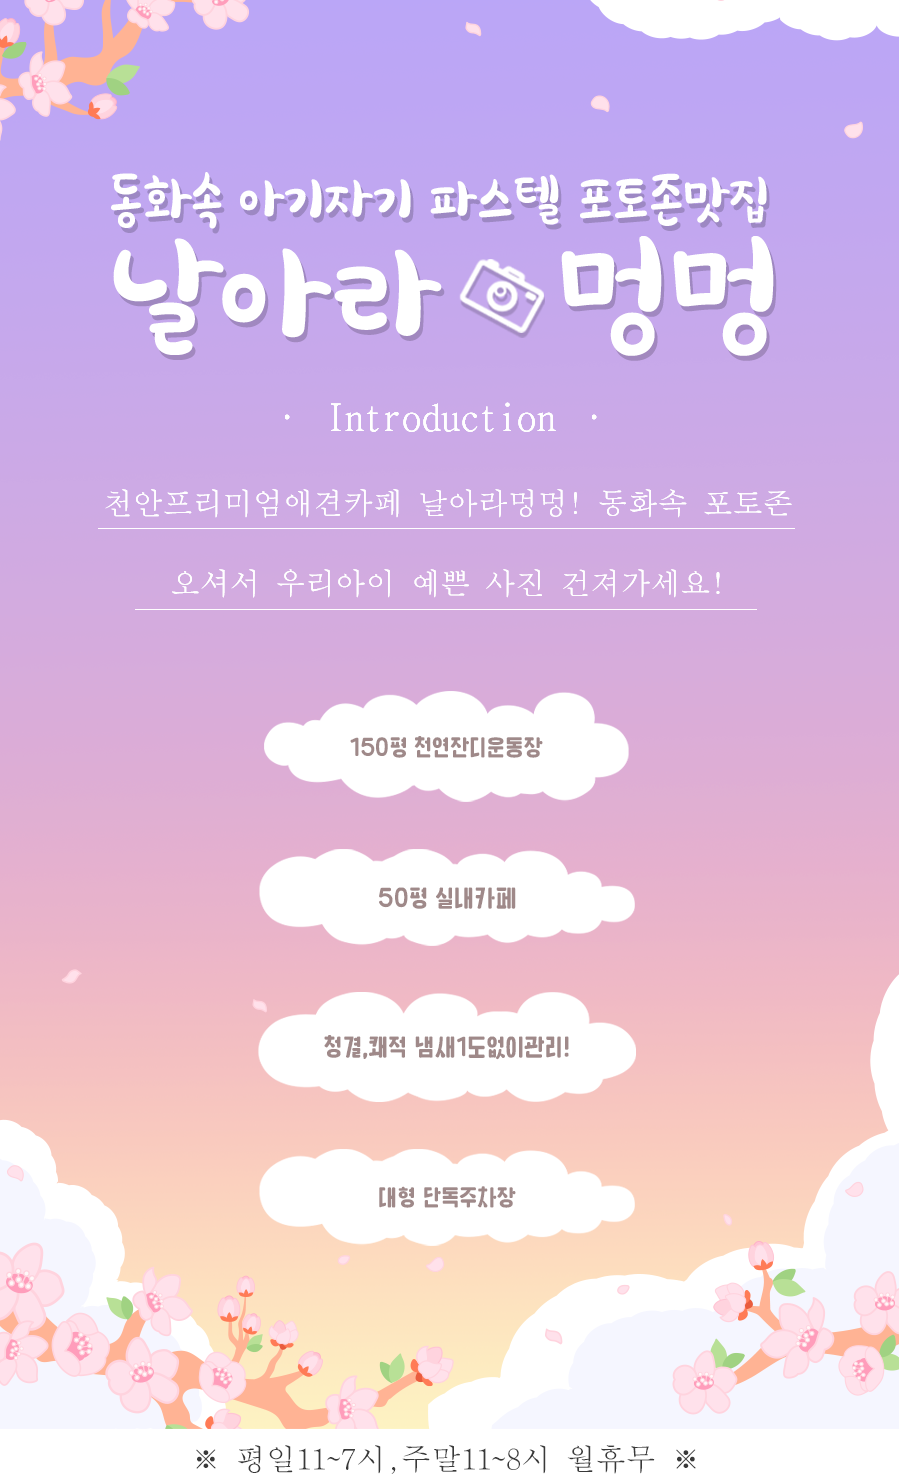 동화속 아기자기 파스텔 포토존맛집
날아라 멍멍
· Introduction ·
천안프리미엄애견카페 날아라멍멍! 동화속 포토존
오셔서 우리아이 예쁜 사진 건져가세요!
150평 천연잔디운동장
50평 실내카페
청결,쾌적 냄새1도없이관리!
대형 단독주차장
※ 평일11~7시,주말11~8시 월휴무 ※